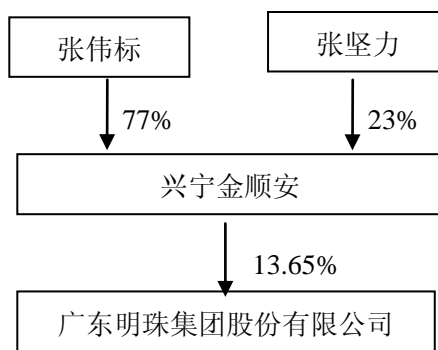 张伟标
张坚力
77%
23%
兴宁金顺安
13.65%
广东明珠集团股份有限公司